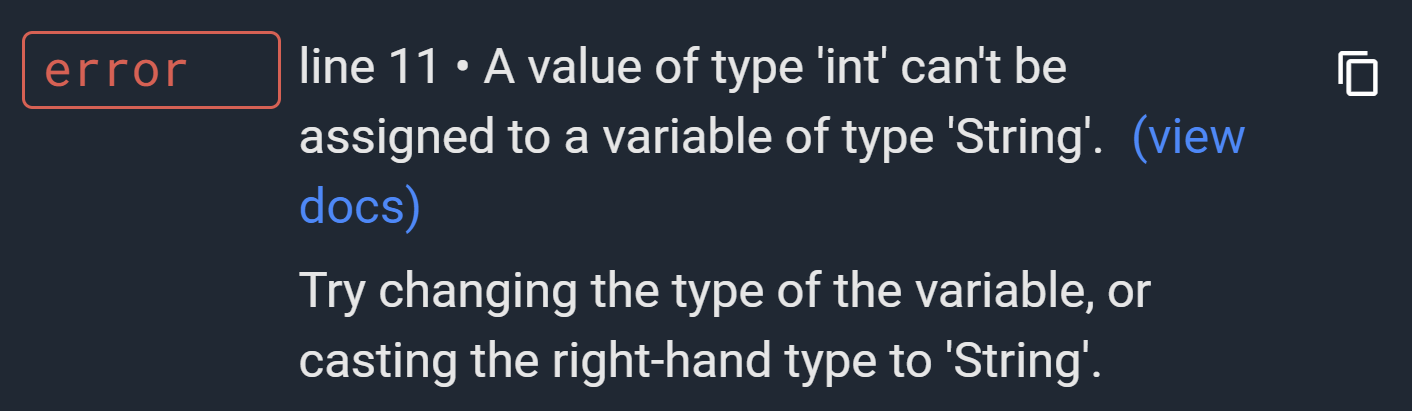 error
line 11 • A value of type 'int' can't be
assigned to a variable of type 'String'. (view
docs)
Try changing the type of the variable, or
casting the right-hand type to 'String'.